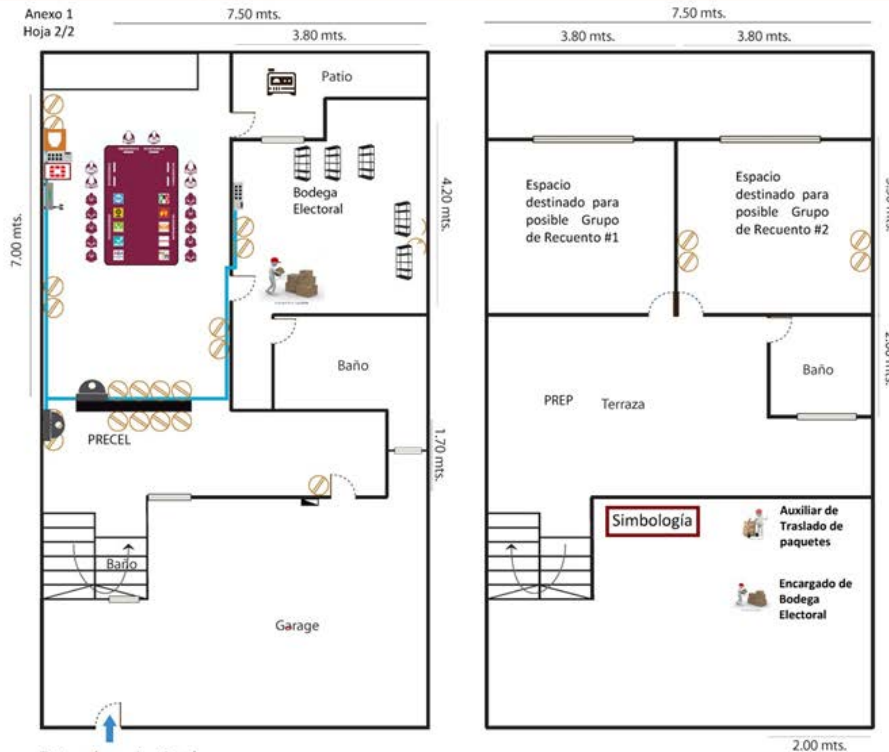 Anexo 1
Hoja 2/2
7.50 mts.
3.80 mts.
Patio
Bodega
Electoral
4.20 mts.
7.00 mts.
Baño
PRECEL
1.70 mts.
Baño
Garage
7.50 mts.
3.80 mts.
3.80 mts.
Espacio
destinado para
posible Grupo
de Recuento #1
Espacio
destinado para
posible Grupo
de Recuento #2
Baño
PREP
Terraza
Simbología
Auxiliar de
Traslado de
paquetes
Encargado de
Bodega
Electoral
2.00 mts.